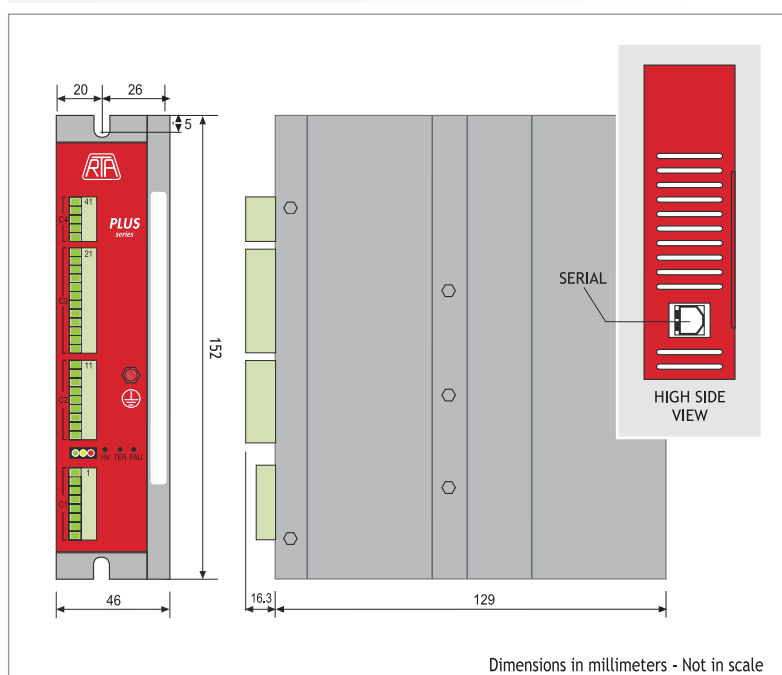 20
26
5
RTA
41
C4
PLUS
series
21
C3
SERIAL
152
11
C2
HIGH SIDE
VIEW
HV TER FAU
1
C1
46
16.3
129
Dimensions in millimeters - Not in scale